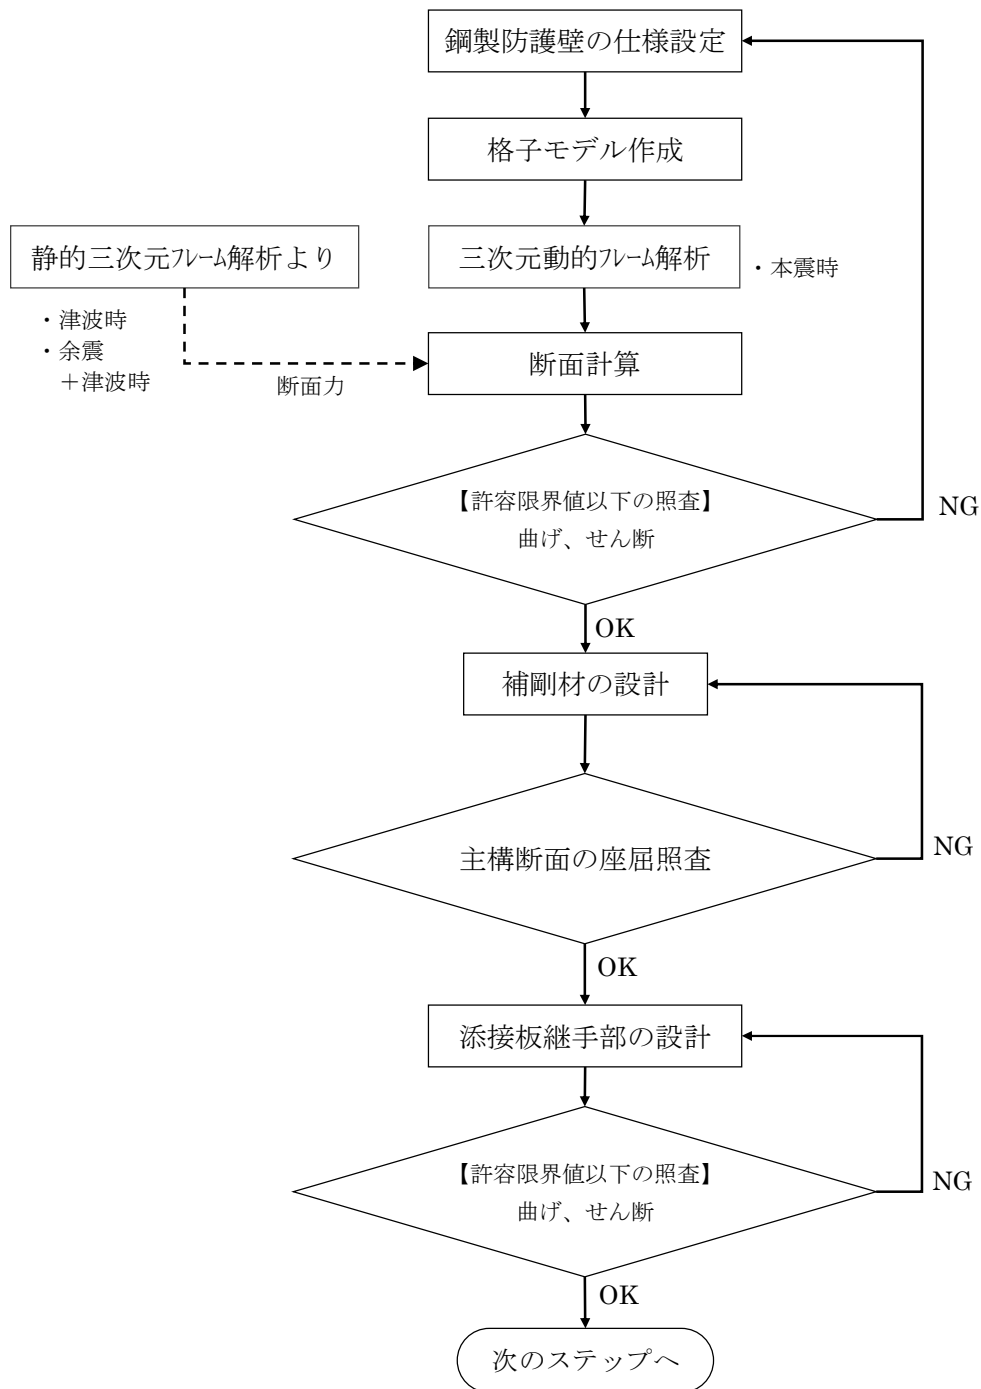 鋼製防護壁の仕様設定
格子モデル作成
静的三次元フレーム解析より
三次元動的フレーム解析
・本震時
・津波時
・余震
＋津波時
断面力
断面計算
【許容限界値以下の照査】
曲げ、せん断
NG
OK
補剛材の設計
主構断面の座屈照査
NG
OK
添接板継手部の設計
【許容限界値以下の照査】
曲げ、せん断
NG
OK
次のステップへ